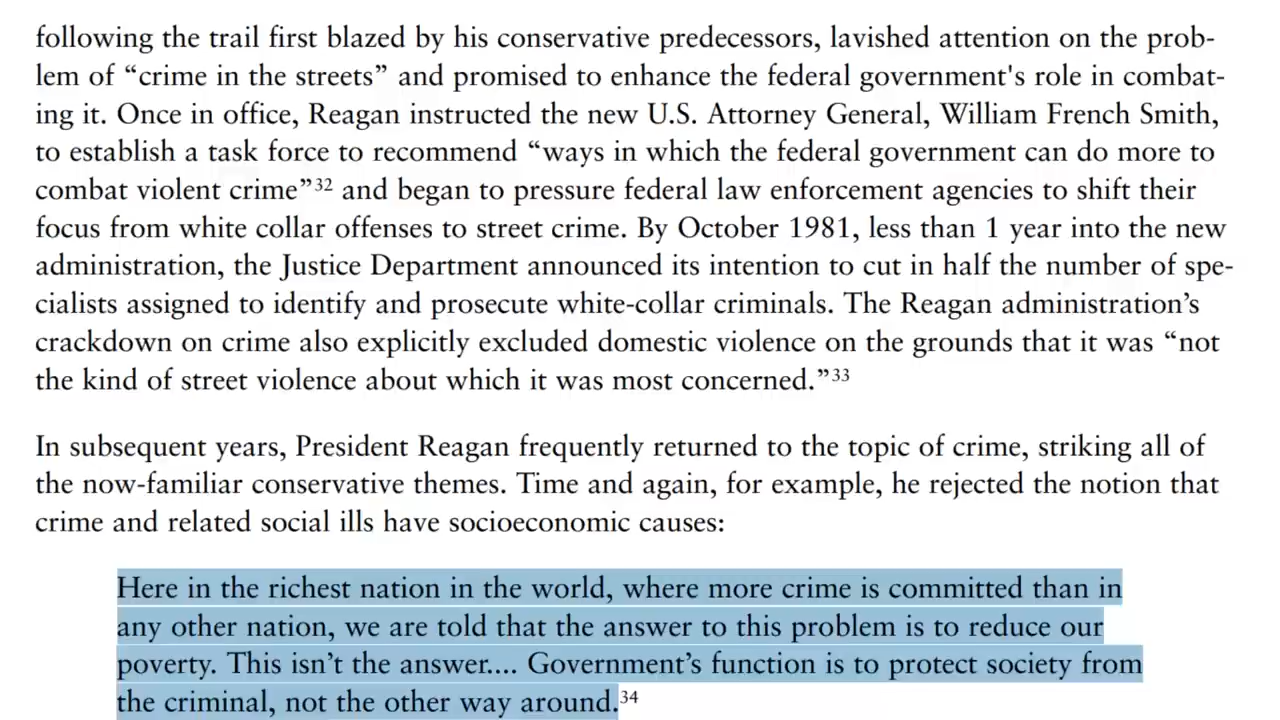 following the trail first blazed by his conservative predecessors, lavished attention on the prob-
lem of “crime in the streets” and promised to enhance the federal government's role in combat-
ing it. Once in office, Reagan instructed the new U.S. Attorney General, William French Smith,
to establish a task force to recommend “ways in which the federal government can do more to
combat violent crime”³² and began to pressure federal law enforcement agencies to shift their
focus from white collar offenses to street crime. By October 1981, less than 1 year into the new
administration, the Justice Department announced its intention to cut in half the number of spe-
cialists assigned to identify and prosecute white-collar criminals. The Reagan administration’s
crackdown on crime also explicitly excluded domestic violence on the grounds that it was “not
the kind of street violence about which it was most concerned.”³³
In subsequent years, President Reagan frequently returned to the topic of crime, striking all of
the now-familiar conservative themes. Time and again, for example, he rejected the notion that
crime and related social ills have socioeconomic causes:
Here in the richest nation in the world, where more crime is committed than in
any other nation, we are told that the answer to this problem is to reduce our
poverty. This isn’t the answer.... Government’s function is to protect society from
the criminal, not the other way around.³⁴